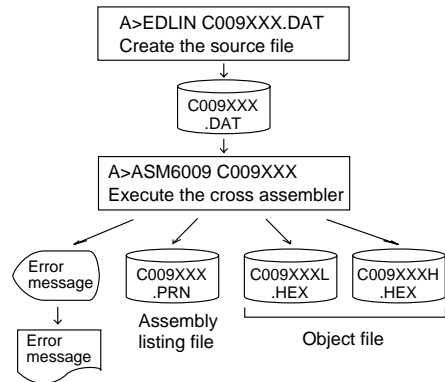 A>EDLIN C009XXX.DAT
Create the source file
C009XXX
.DAT
A>ASM6009 C009XXX
Execute the cross assembler
Error
message
C009XXX
.PRN
C009XXXL
.HEX
C009XXXH
.HEX
Error
message
Assembly
listing file
Object file